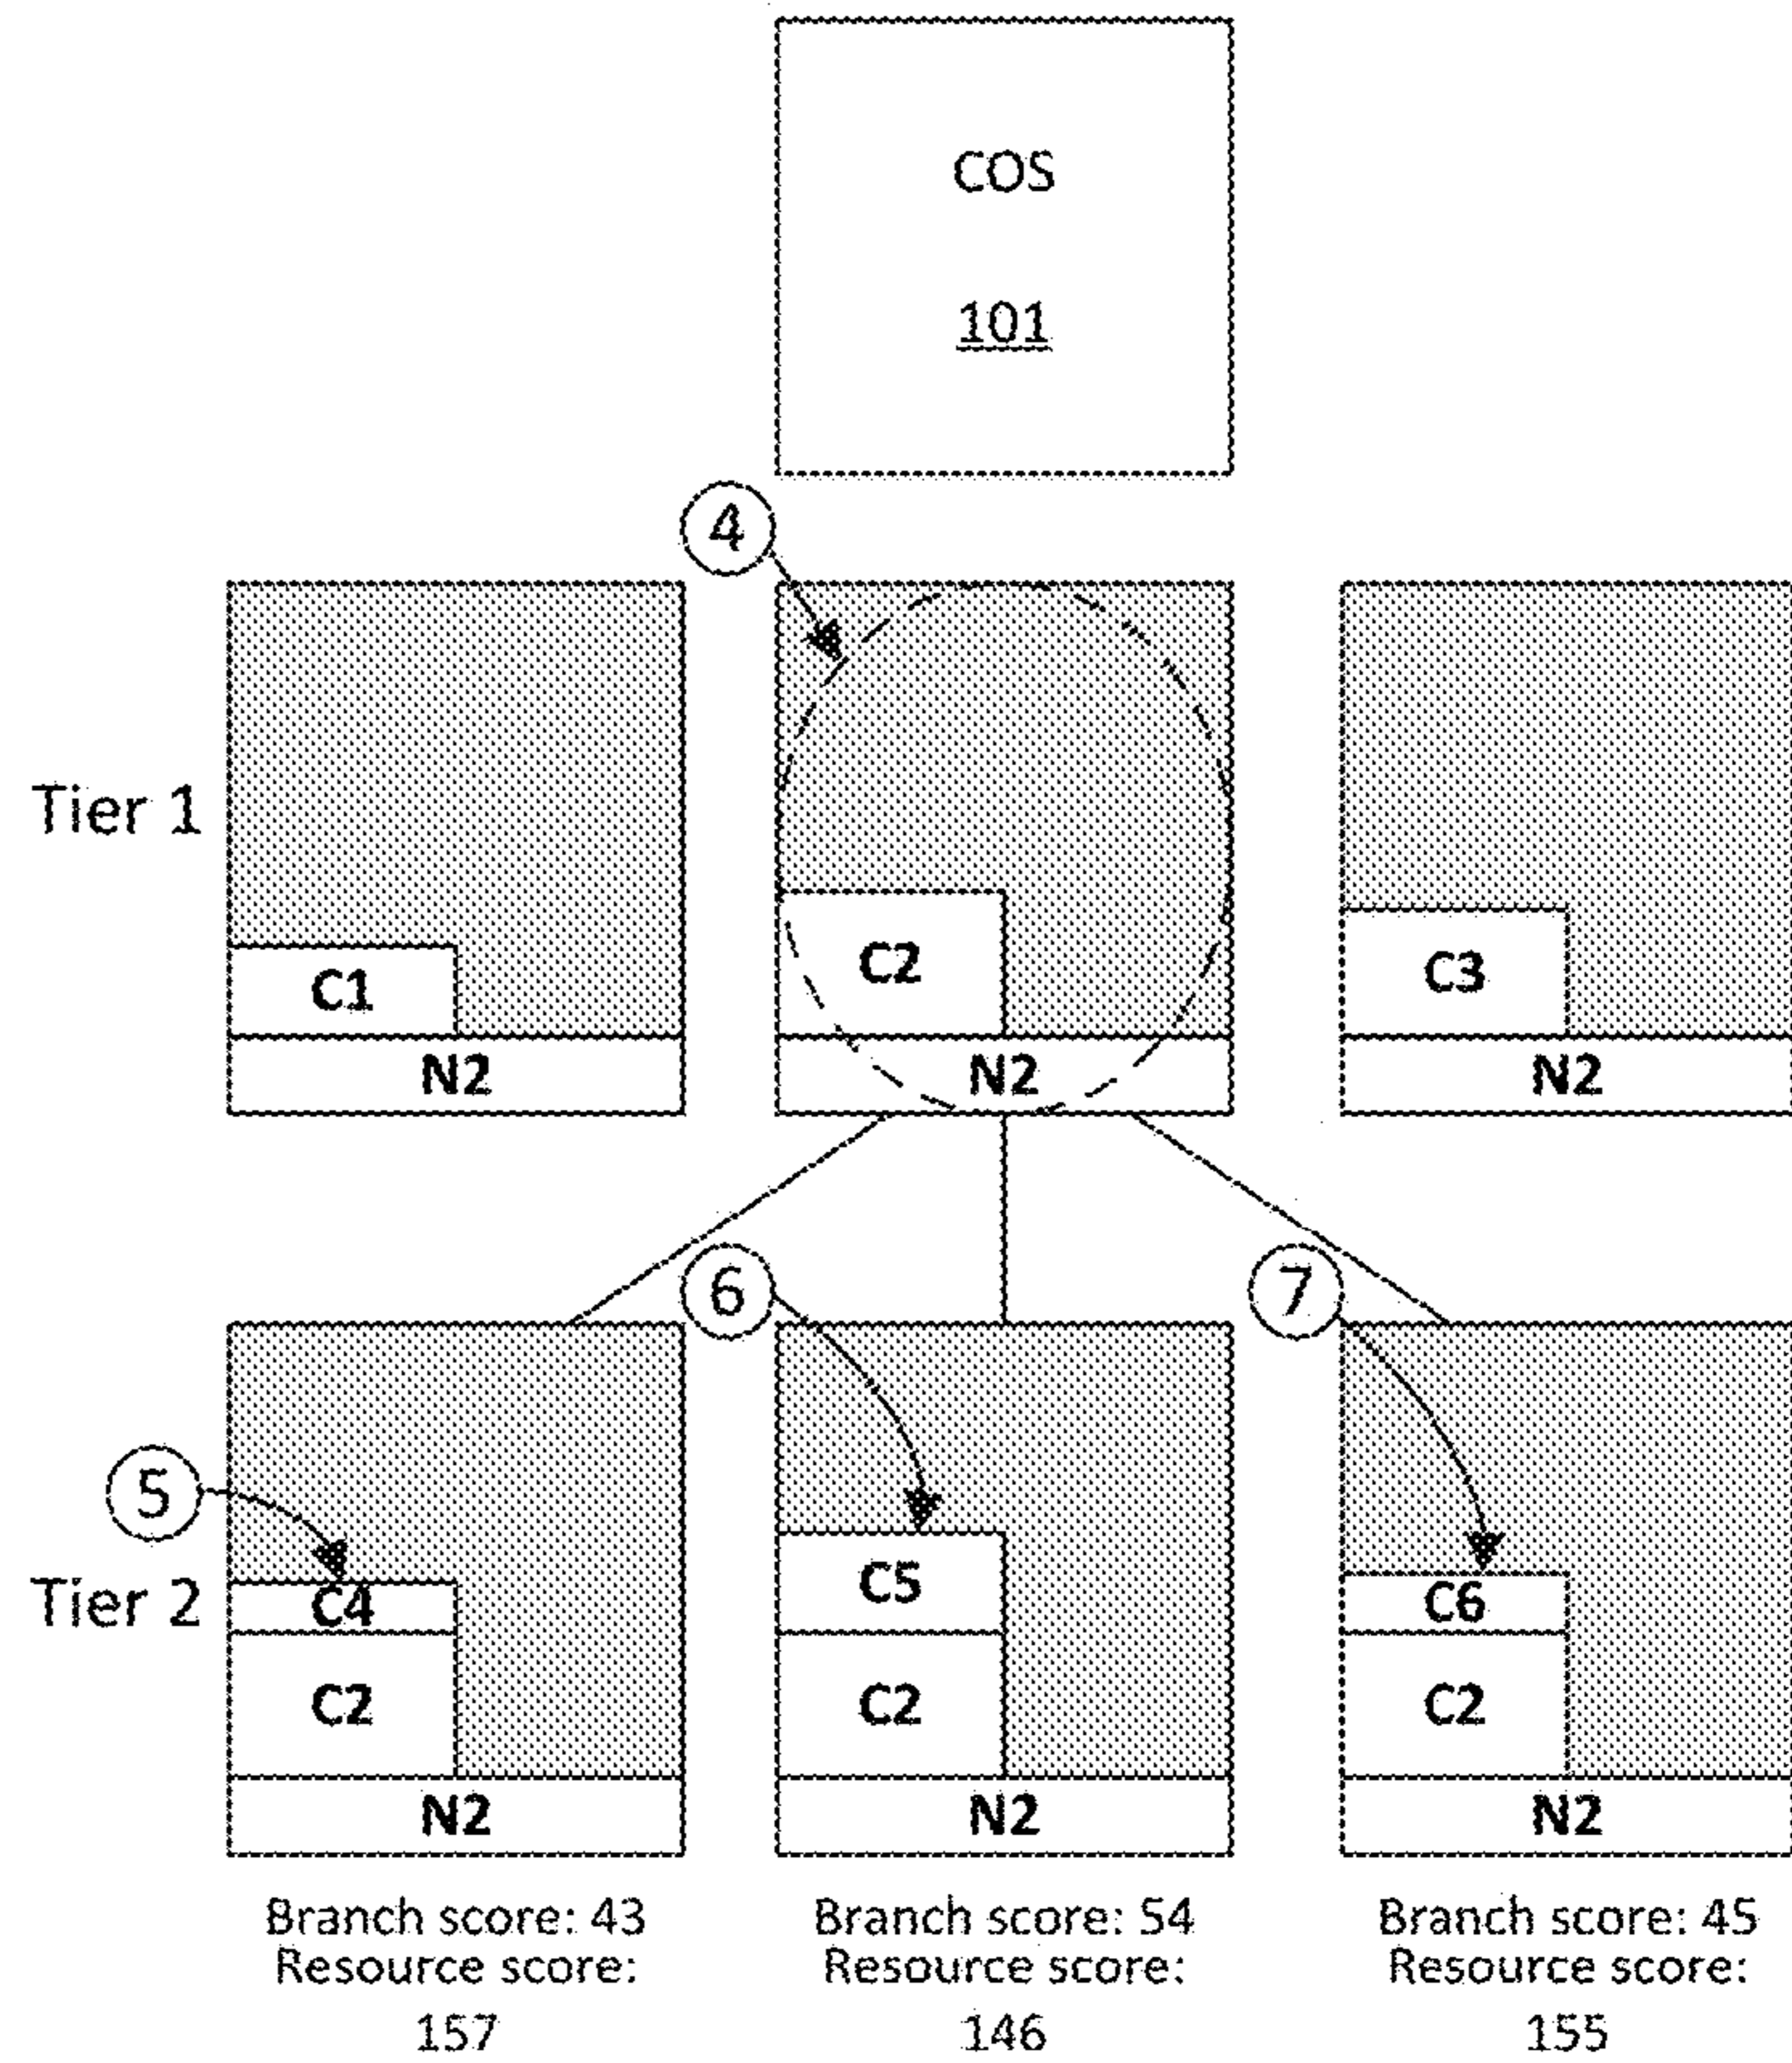 COS
101
4
Tier 1
C1
C2
C3
N2
N2
N2
6
7
5
Tier 2
C4
C5
C6
C2
C2
C2
N2
N2
N2
Branch score: 43
Resource score:
157
Branch score: 54
Resource score:
146
Branch score: 45
Resource score:
155